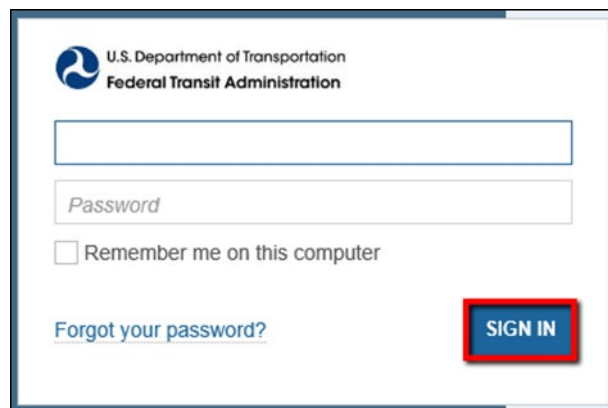 U.S. Department of Transportation
Federal Transit Administration
Password
Remember me on this computer
Forgot your password?
SIGN IN